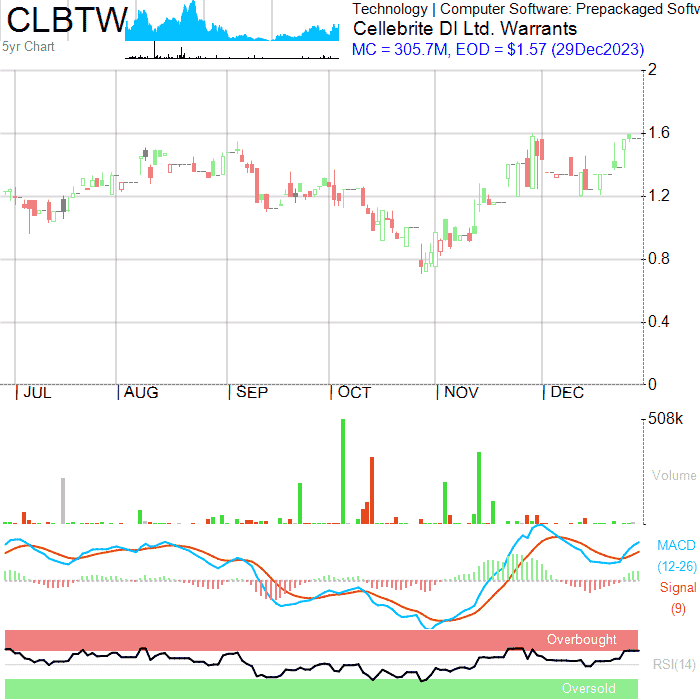 CLBTW
5yr Chart
Technology | Computer Software: Prepackaged Softw
Cellebrite DI Ltd. Warrants
MC = 305.7M, EOD = $1.57 (29Dec2023)
2
1.6
1.2
0.8
0.4
0
JUL AUG SEP OCT NOV DEC
508k
Volume
MACD
(12-26)
Signal
(9)
Overbought
RSI(14)
Oversold